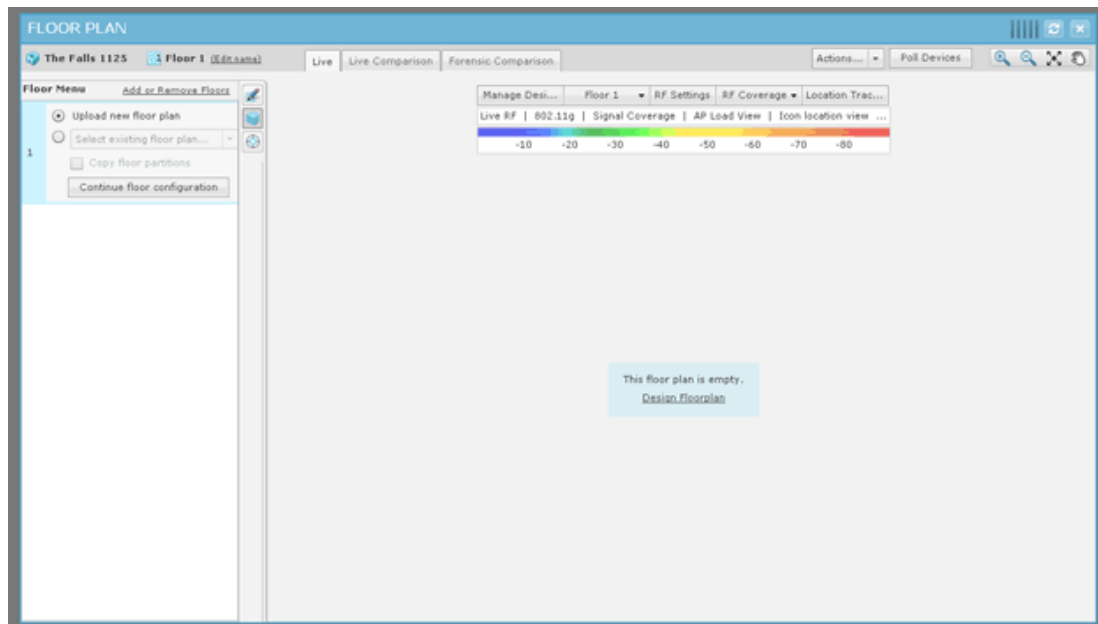 FLOOR PLAN
The Falls 1125 1 Floor 1 (Edit name) Live Live Comparison Forensic Comparison Actions... Poll Devices
Floor Menu Add or Remove Floors
Manage Desi... Floor 1 RF Settings RF Coverage Location Trac...
Upload new floor plan
Live RF | 802.11g | Signal Coverage | AP Load View | Icon location view ...
Select existing floor plan...
-10 -20 -30 -40 -50 -60 -70 -80
1
Copy floor partitions
Continue floor configuration
This floor plan is empty.
Design Floorplan